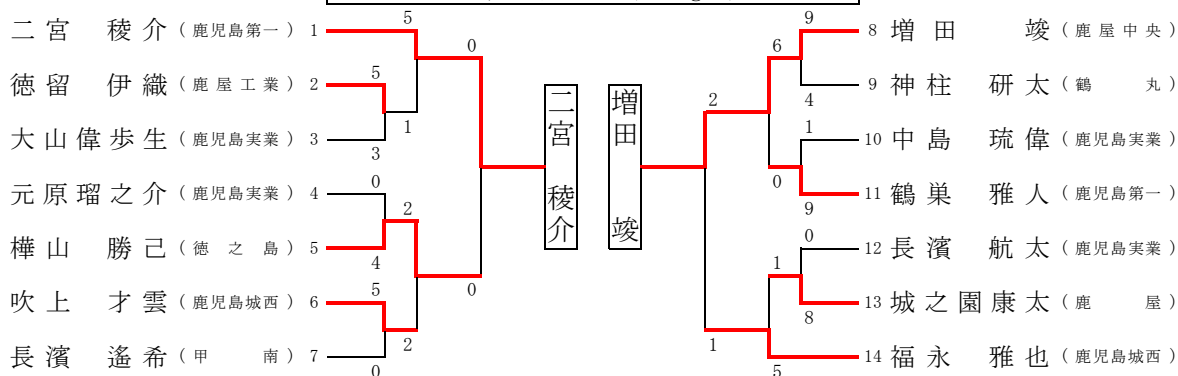 二宮 稜介 (鹿児島第一) 1
徳留 伊織 (鹿屋工業) 2
大山偉歩生 (鹿児島実業) 3
元原瑠之介 (鹿児島実業) 4
樺山 勝己 (徳之島) 5
吹上 才雲 (鹿児島城西) 6
長濱 遙希 (甲南) 7
5
0
5
1
3
0
2
4
0
5
2
0
二宮 稜介
増田 竣
9
6
2
4
1
0
9
0
1
8
1
5
8 増田 竣 (鹿屋中央)
9 神柱 研太 (鶴丸)
10 中島 琉偉 (鹿児島実業)
11 鶴巣 雅人 (鹿児島第一)
12 長濱 航太 (鹿児島実業)
13 城之園康太 (鹿屋)
14 福永 雅也 (鹿児島城西)